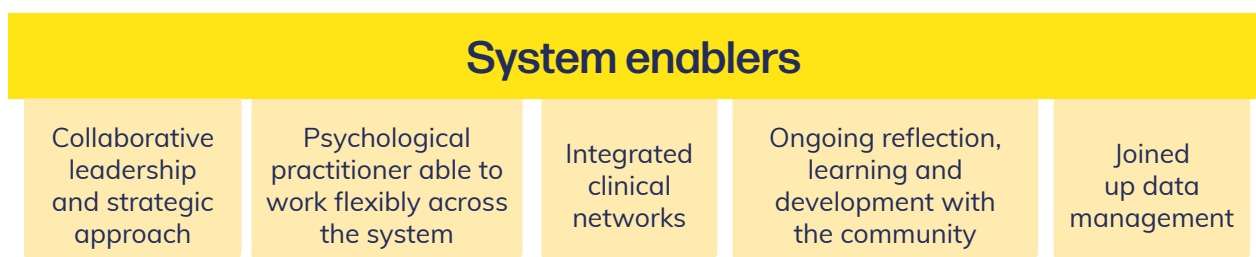 System enablers
Collaborative
leadership
and strategic
approach
Psychological
practitioner able to
work flexibly across
the system
Integrated
clinical
networks
Ongoing reflection,
learning and
development with
the community
Joined
up data
management